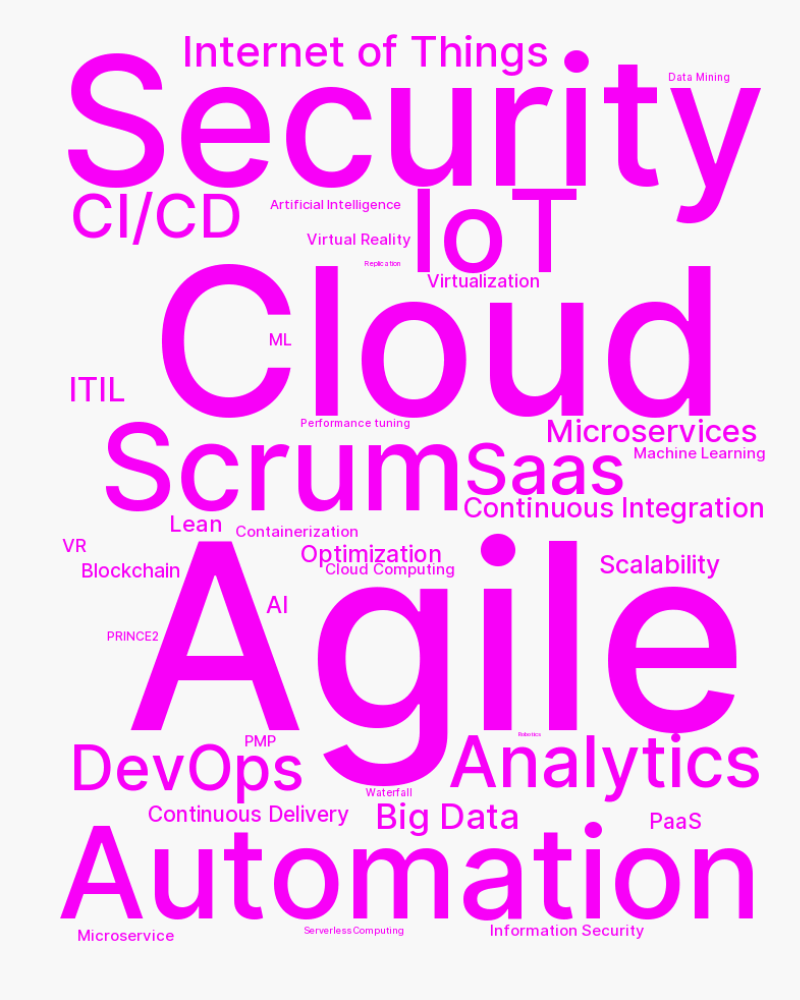 Internet of Things
Data Mining
Security
CI/CD
Artificial Intelligence
IoT
Virtual Reality
Replication
Virtualization
Cloud
ML
ITIL
Performance tuning
Microservices
Scrum
Saas
Machine Learning
Continuous Integration
Lean
Containerization
VR
Optimization
Blockchain
Cloud Computing
Scalability
Agile
AI
PRINCE2
PMP
Robotics
DevOps
Analytics
Waterfall
Continuous Delivery
Big Data
PaaS
Automation
Microservice
Serverless Computing
Information Security